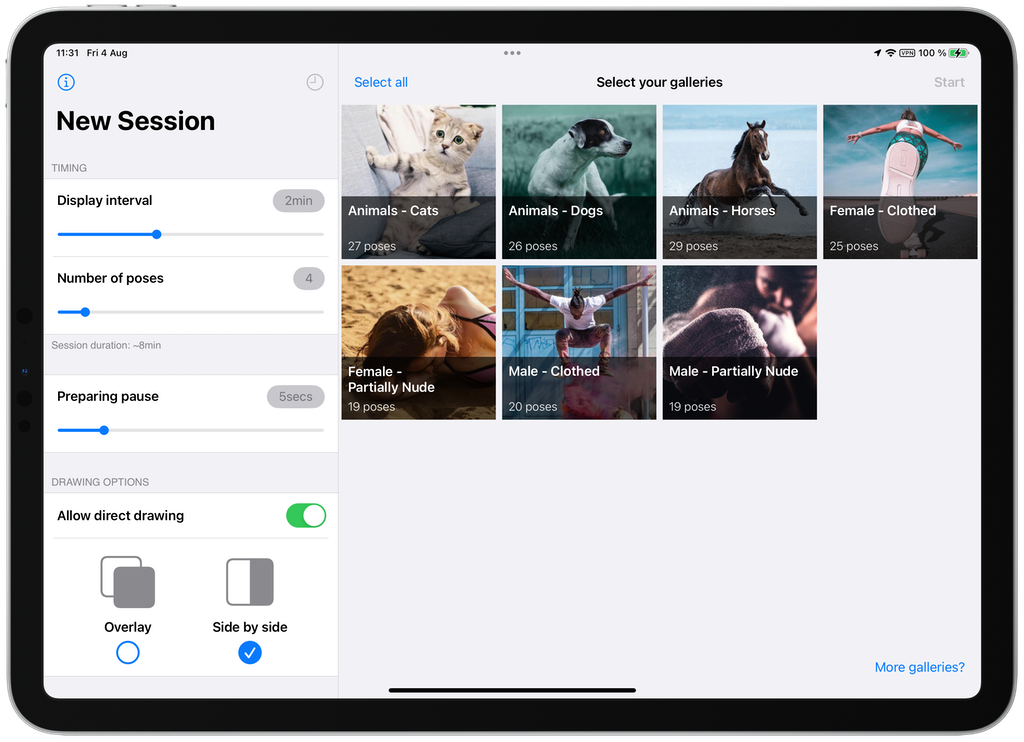 11:31 Fri 4 Aug
VPN 100 %
New Session
TIMING
Display interval 2min
Number of poses 4
Session duration: ~8min
Preparing pause 5secs
DRAWING OPTIONS
Allow direct drawing
Overlay Side by side
Select all Select your galleries Start
Animals - Cats
27 poses
Animals - Dogs
26 poses
Animals - Horses
29 poses
Female - Clothed
25 poses
Female -
Partially Nude
19 poses
Male - Clothed
20 poses
Male - Partially Nude
19 poses
More galleries?